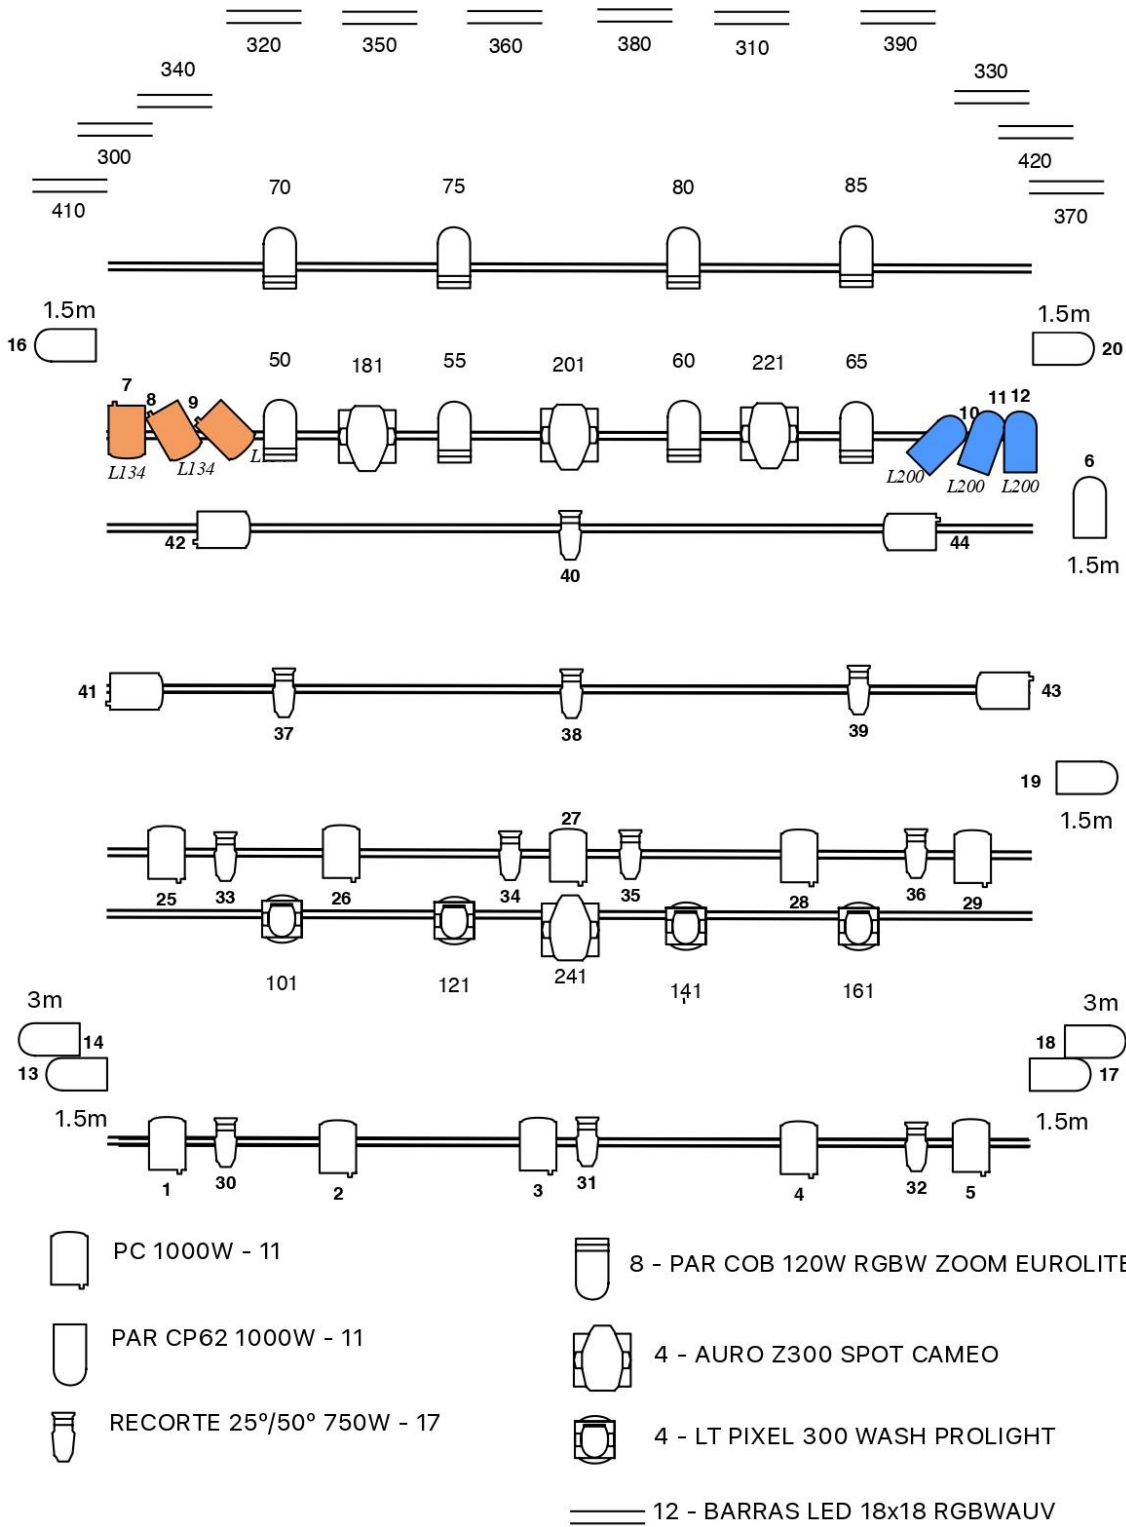 320 350 360 380 310 390
340 330
300 420
410 370
70 75 80 85
1.5m 1.5m
16 20
50 181 55 201 60 221 65
7 8 9 10 11 12
L134 L134 L200 L200 L200
6
1.5m
42 40 44
41 37 38 39 43
19
1.5m
27
25 33 26 34 35 28 36 29
101 121 241 141 161
3m 3m
14 18
13 17
1.5m 1.5m
1 30 2 3 31 4 32 5
PC 1000W - 11
PAR CP62 1000W - 11
RECORTE 25º/50º 750W - 17
8 - PAR COB 120W RGBW ZOOM EUROLITE
4 - AURO Z300 SPOT CAMEO
4 - LT PIXEL 300 WASH PROLIGHT
12 - BARRAS LED 18x18 RGBWAUV